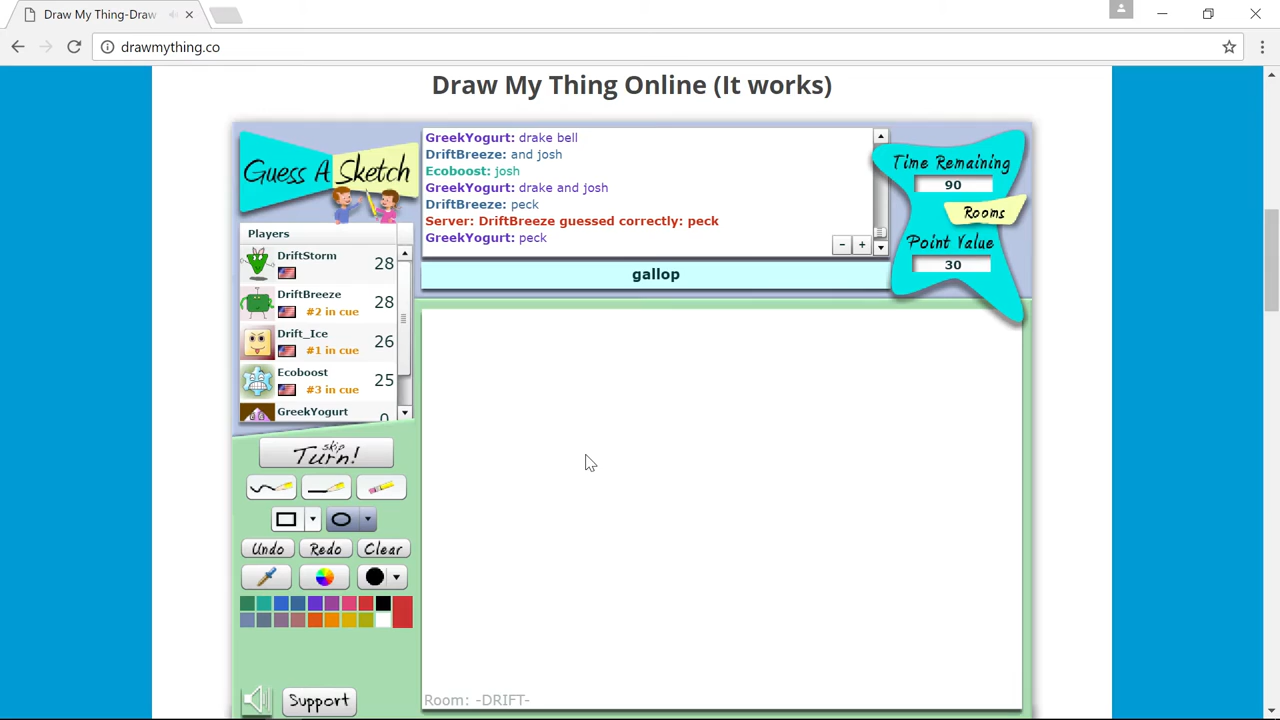 Draw My Thing-Draw
drawmything.co
Draw My Thing Online (It works)
Guess A Sketch
GreekYogurt: drake bell
DriftBreeze: and josh
Ecoboost: josh
GreekYogurt: drake and josh
DriftBreeze: peck
Server: DriftBreeze guessed correctly: peck
GreekYogurt: peck
- +
gallop
Time Remaining
90
Rooms
Point Value
30
Players
DriftStorm
28
DriftBreeze
#2 in cue
28
Drift_Ice
#1 in cue
26
Ecoboost
#3 in cue
25
GreekYogurt
0
skip
Turn!
Undo Redo Clear
Support
Room: -DRIFT-